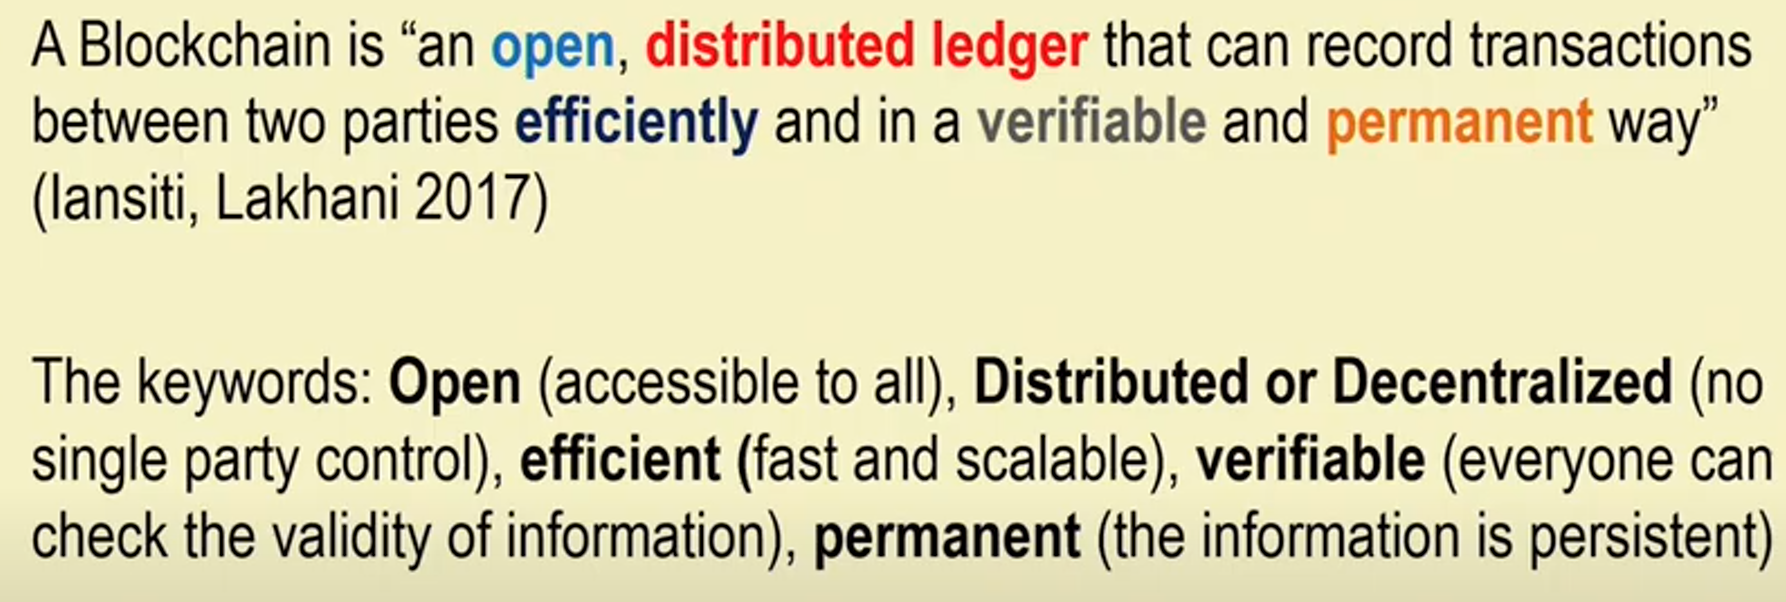 A Blockchain is “an open, distributed ledger that can record transactions
between two parties efficiently and in a verifiable and permanent way”
(Iansiti, Lakhani 2017)
The keywords: Open (accessible to all), Distributed or Decentralized (no
single party control), efficient (fast and scalable), verifiable (everyone can
check the validity of information), permanent (the information is persistent)